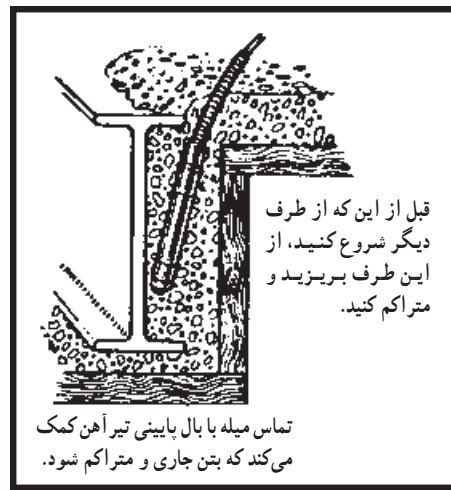 قبل از این که از طرف
دیگر شروع کنید، از
این طرف بریزید و
متراکم کنید.
تماس میله با بال پایینی تیرآهن کمک
می‌کند که بتن جاری و متراکم شود.